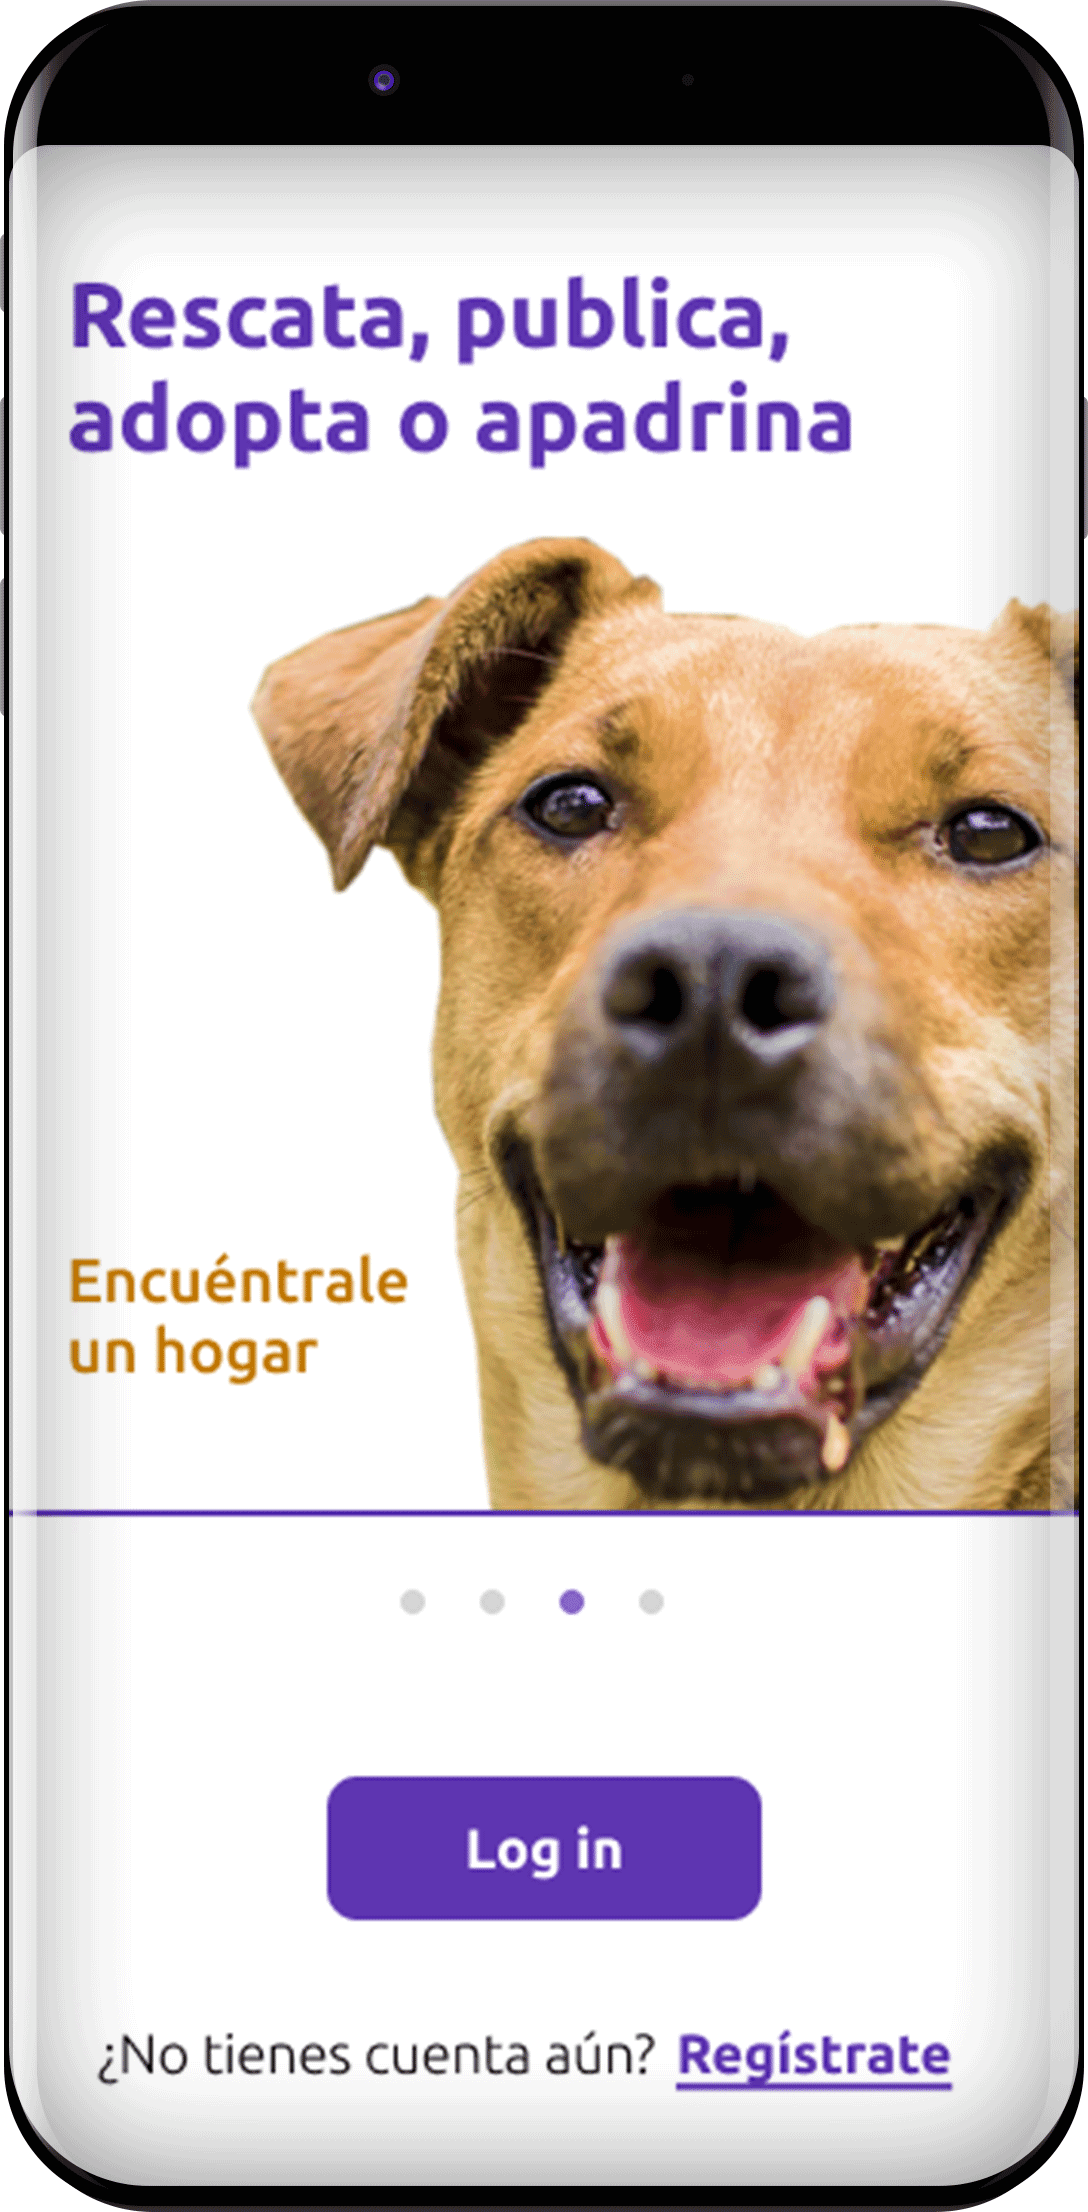 Rescata, publica,
adopta o apadrina
Encuéntrale
un hogar
Log in
¿No tienes cuenta aún? Regístrate